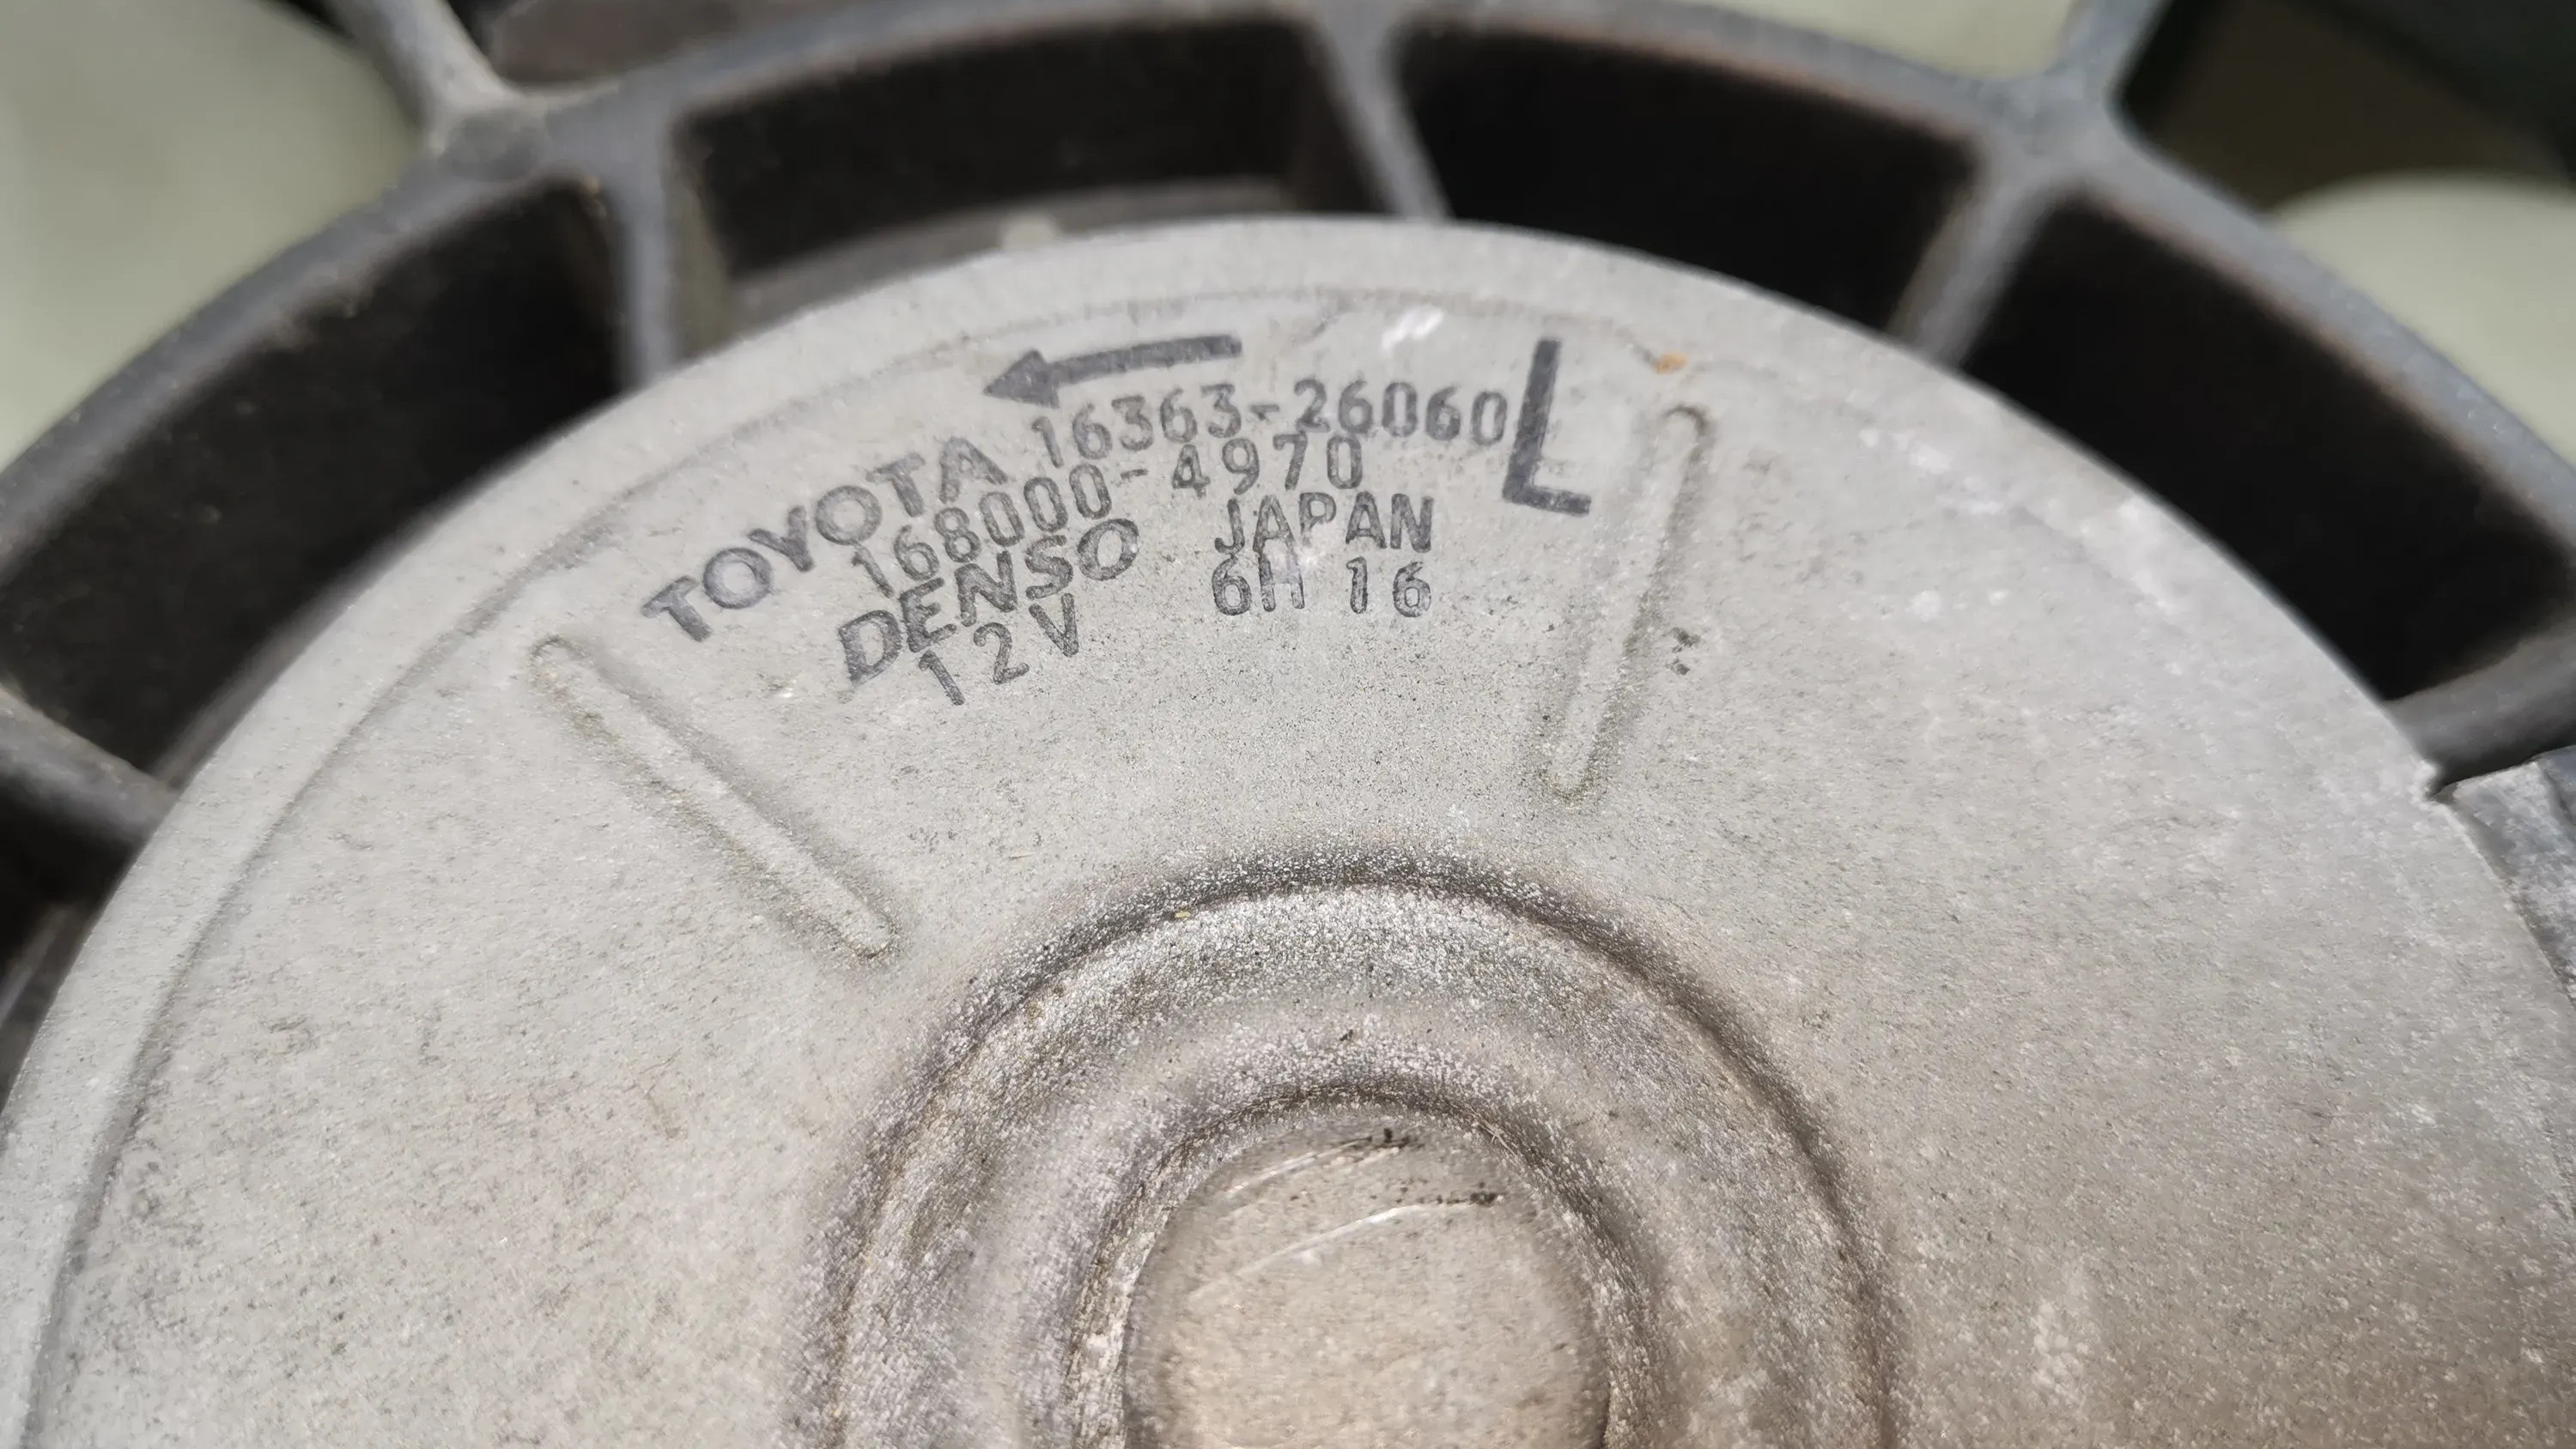 TOYOTA 16363-26060 L
168000-4970
DENSO JAPAN
12V 6H 16